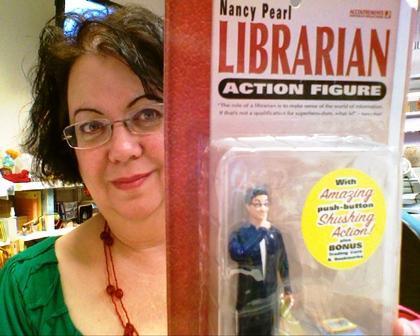 Nancy Pearl
ACCOUTREMENTS
LIBRARIAN
ACTION FIGURE
"The role of a librarian is to make sense of the world of information.
If that's not a qualification for superhero-dom, what is?" - Nancy Pearl
With
Amazing
push-button
Shushing
Action!
plus
BONUS
Trading Card
& Bookmarks